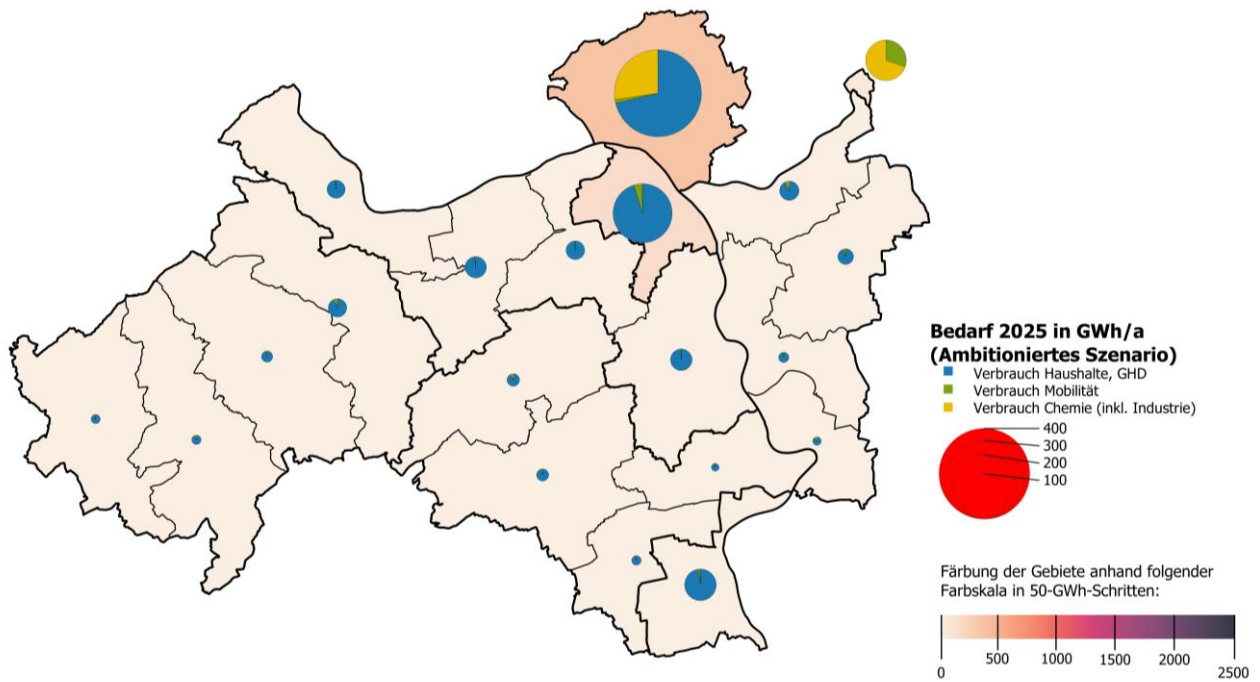 Bedarf 2025 in GWh/a
(Ambitioniertes Szenario)
Verbrauch Haushalte, GHD
Verbrauch Mobilität
Verbrauch Chemie (inkl. Industrie)
400
300
200
100
Färbung der Gebiete anhand folgender
Farbskala in 50-GWh-Schritten:
0 500 1000 1500 2000 2500